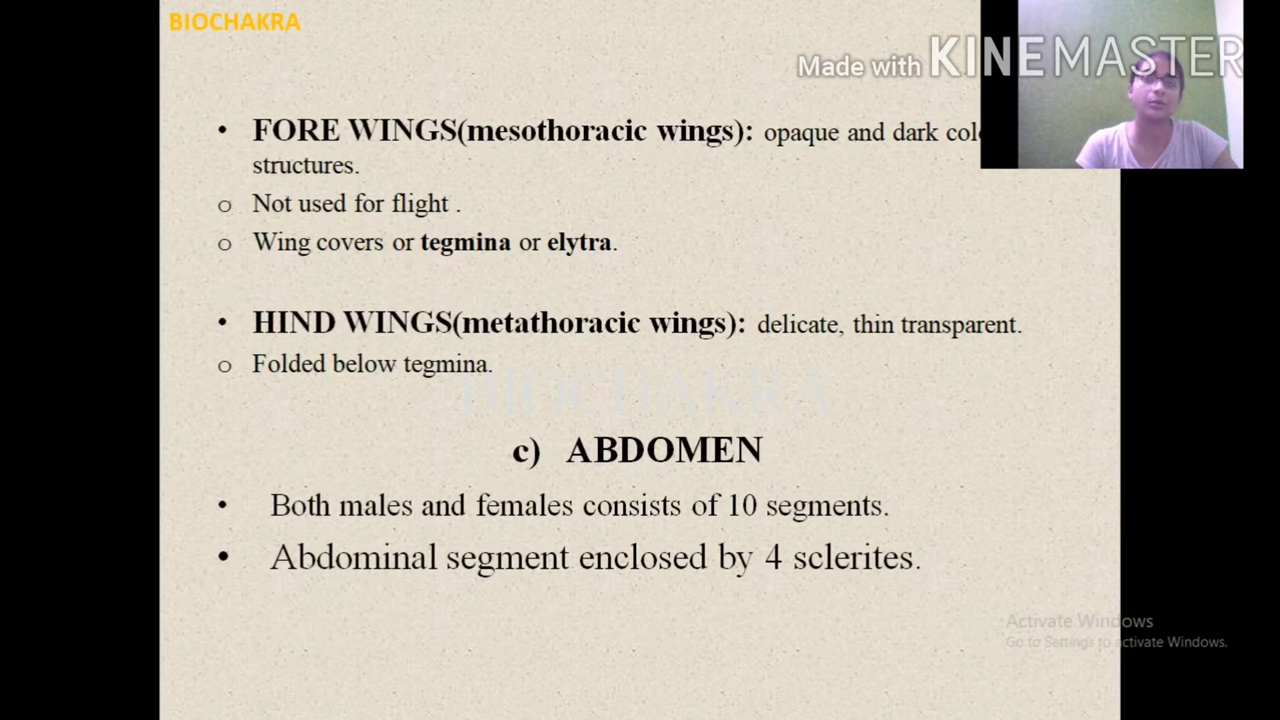 BIOCHAKRA
Made with KINEMASTER
• FORE WINGS(mesothoracic wings): opaque and dark
structures.
o Not used for flight .
o Wing covers or tegmina or elytra.
• HIND WINGS(metathoracic wings): delicate, thin transparent.
o Folded below tegmina.
BIOCHAKRA
c) ABDOMEN
• Both males and females consists of 10 segments.
• Abdominal segment enclosed by 4 sclerites.
Activate Windows
Go to Settings to activate Windows.